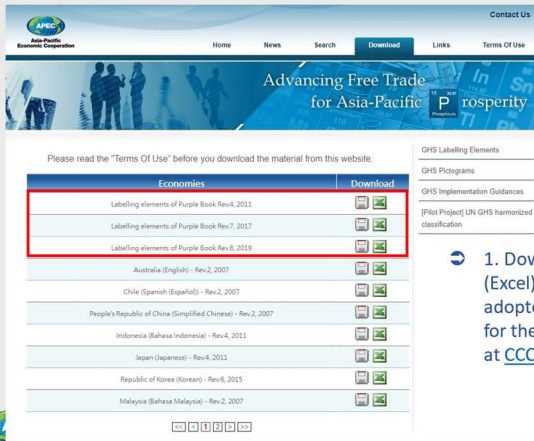 Contact Us
APEC
Asia-Pacific
Economic Cooperation
Home News Search Download Links Terms Of Use
Advancing Free Trade
for Asia-Pacific Prosperity
Please read the "Terms Of Use" before you download the material from this website.
Economies Download
Labelling elements of Purple Book Rev.4, 2011
Labelling elements of Purple Book Rev.7, 2017
Labelling elements of Purple Book Rev.8, 2019
Australia (English) - Rev.2, 2007
Chile (Spanish (Español)) - Rev.2, 2007
People's Republic of China (Simplified Chinese) - Rev.2, 2007
Indonesia (Bahasa Indonesia) - Rev.4, 2011
Japan (Japanese) - Rev.4, 2011
Republic of Korea (Korean) - Rev.6, 2015
Malaysia (Bahasa Malaysia) - Rev.2, 2007
<< < 1 2 > >>
GHS Labelling Elements
GHS Pictograms
GHS Implementation Guidances
[Pilot Project] UN GHS harmonized
classification
1. Dow
(Excel)
adopte
for the
at CCC